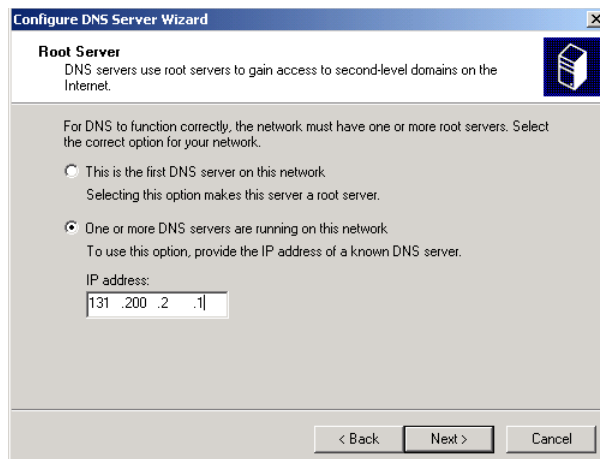 Configure DNS Server Wizard
Root Server
DNS servers use root servers to gain access to second-level domains on the
Internet.
For DNS to function correctly, the network must have one or more root servers. Select
the correct option for your network.
This is the first DNS server on this network
Selecting this option makes this server a root server.
One or more DNS servers are running on this network
To use this option, provide the IP address of a known DNS server.
IP address:
131 .200 .2 .1
< Back Next > Cancel